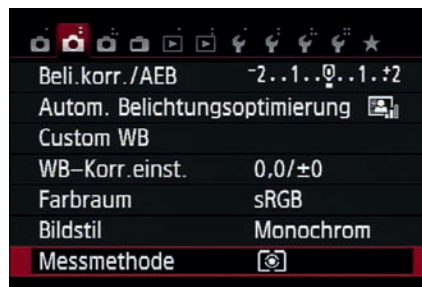 Beli.korr./AEB -2..1..0..1..+2
Autom. Belichtungsoptimierung
Custom WB
WB-Korr.einst. 0,0/±0
Farbraum sRGB
Bildstil Monochrom
Messmethode